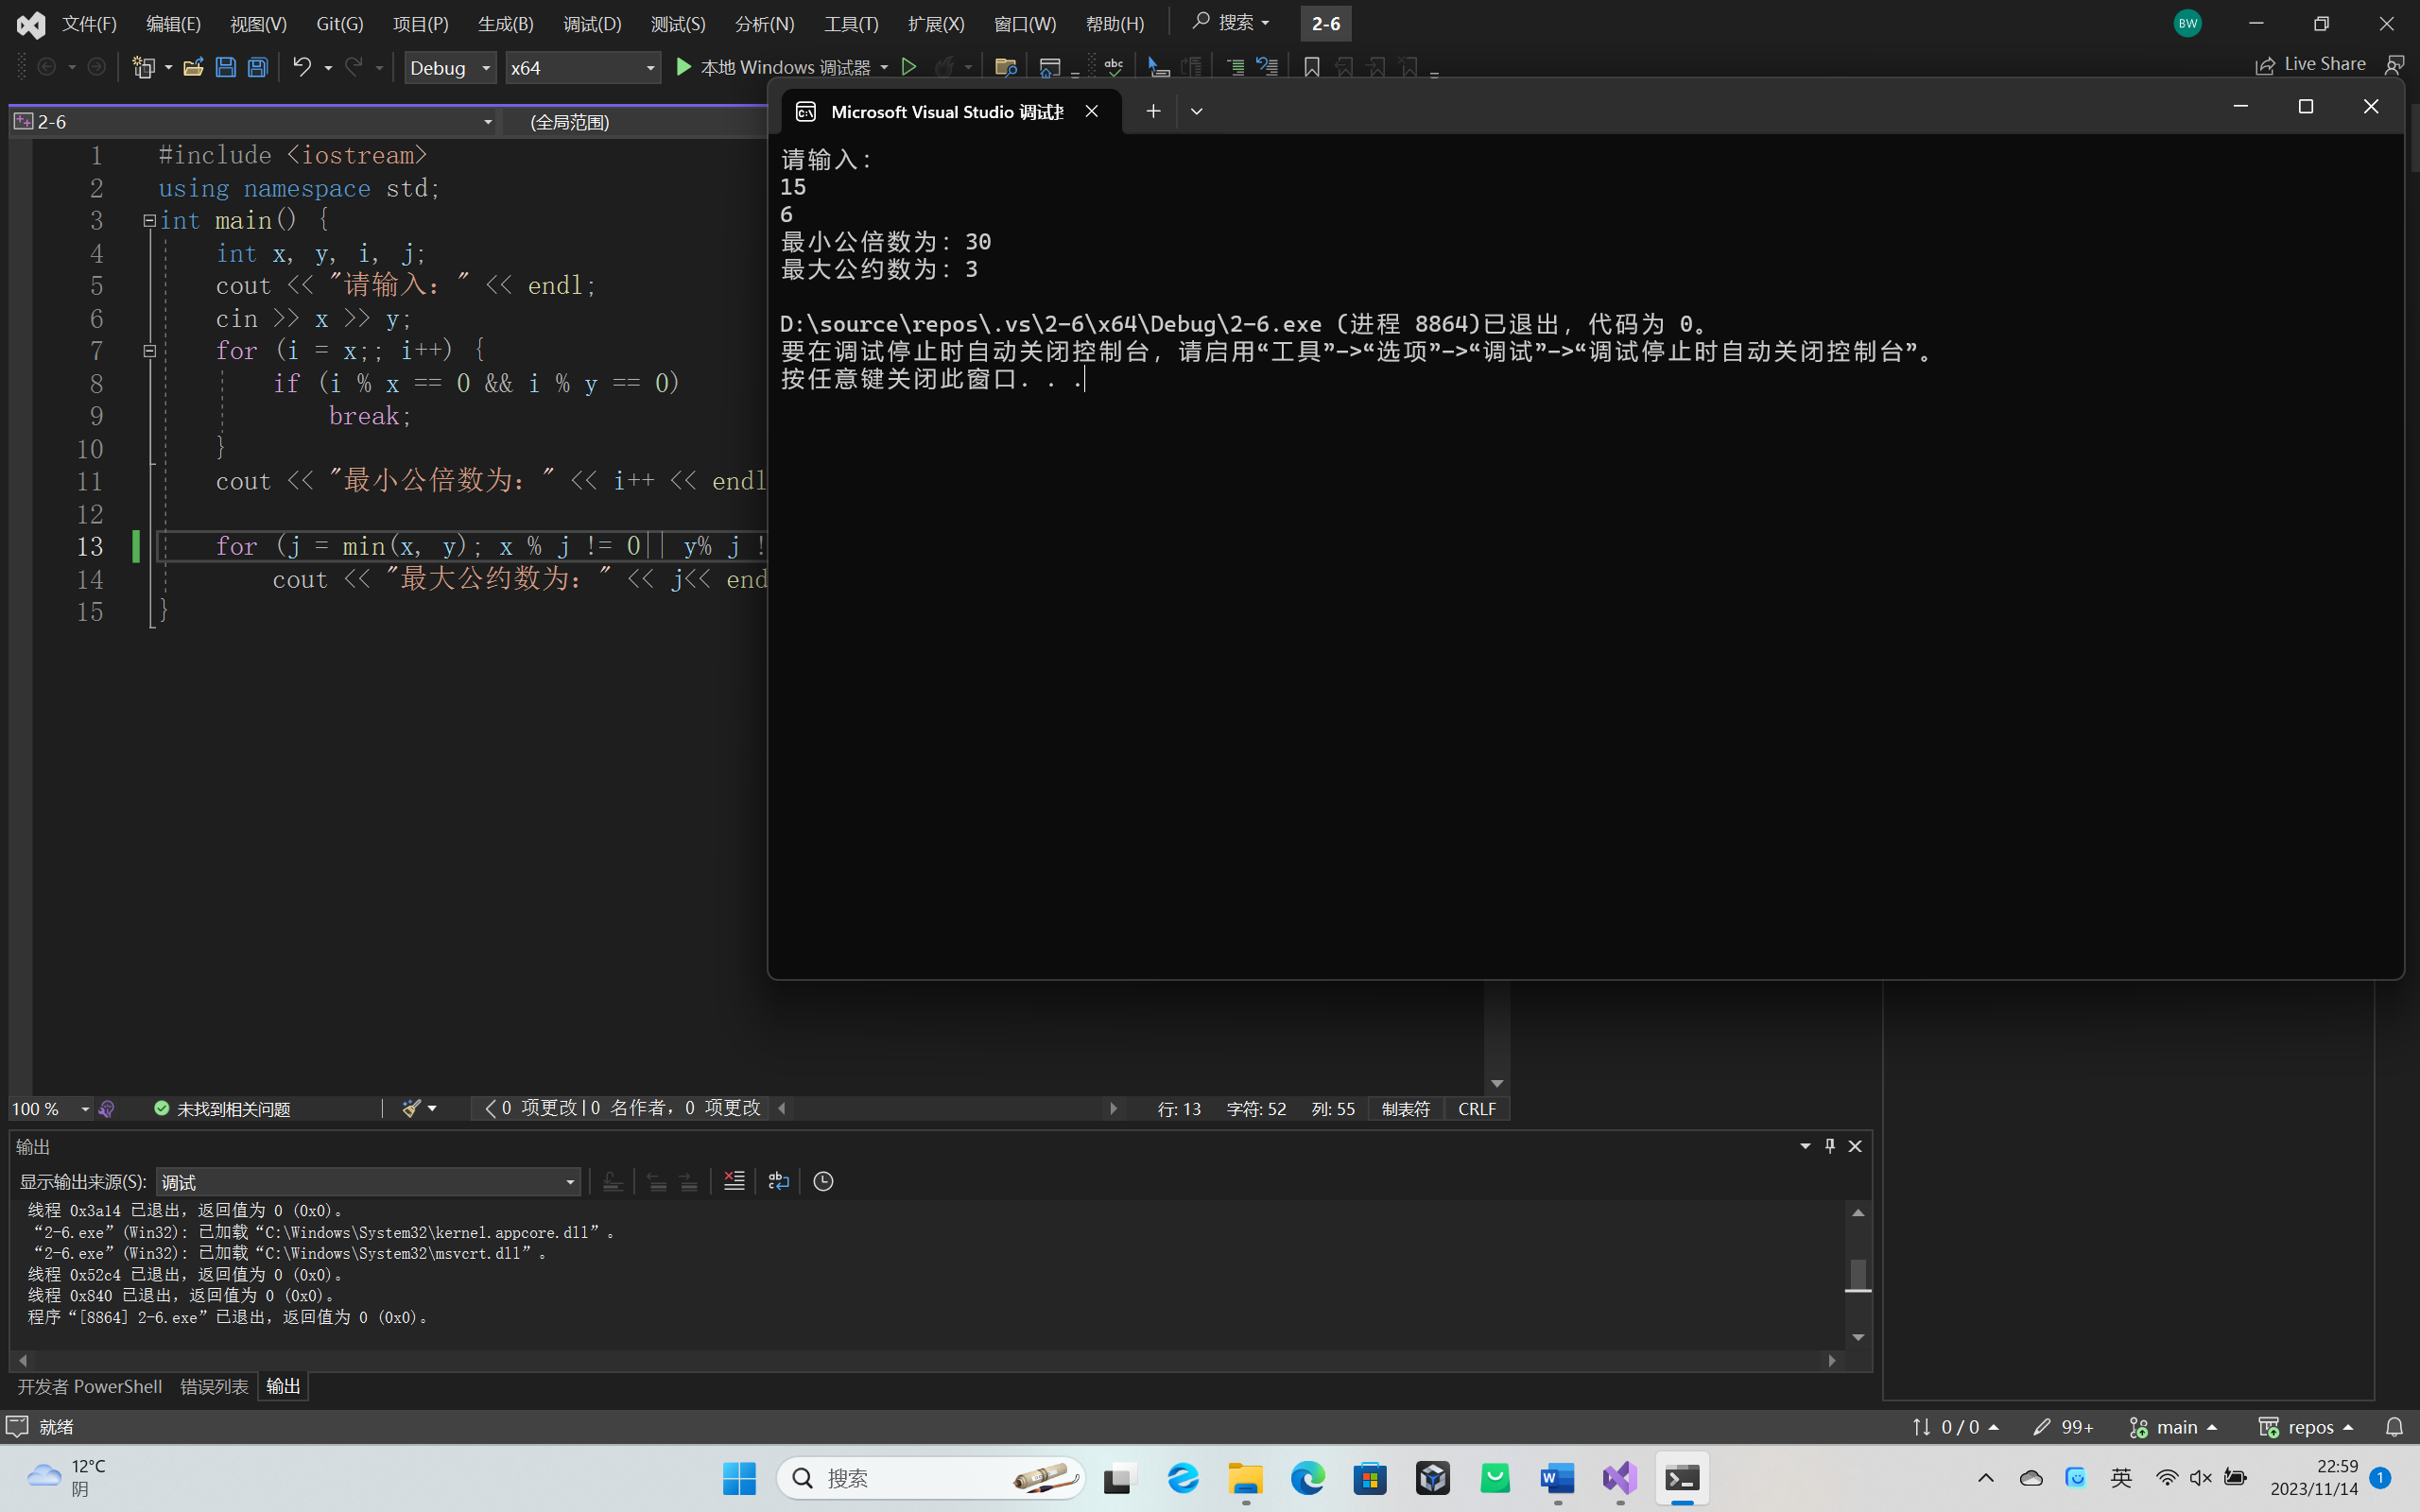 文件(F) 编辑(E) 视图(V) Git(G) 项目(P) 生成(B) 调试(D) 测试(S) 分析(N) 工具(T) 扩展(X) 窗口(W) 帮助(H) 搜索 2-6 BW
Debug x64 本地 Windows 调试器 Live Share
2-6 (全局范围)
Microsoft Visual Studio 调试
1 #include <iostream>
2 using namespace std;
3 int main() {
4 int x, y, i, j;
5 cout << "请输入：" << endl;
6 cin >> x >> y;
7 for (i = x;; i++) {
8 if (i % x == 0 && i % y == 0)
9 break;
10 }
11 cout << "最小公倍数为：" << i++ << endl
12
13 for (j = min(x, y); x % j != 0|| y% j !
14 cout << "最大公约数为：" << j<< end
15 }
请输入：
15
6
最小公倍数为：30
最大公约数为：3
D:\source\repos\.vs\2-6\x64\Debug\2-6.exe (进程 8864)已退出，代码为 0。
要在调试停止时自动关闭控制台，请启用“工具”->“选项”->“调试”->“调试停止时自动关闭控制台”。
按任意键关闭此窗口. . .
100 % 未找到相关问题 0 项更改 | 0 名作者，0 项更改 行: 13 字符: 52 列: 55 制表符 CRLF
输出
显示输出来源(S): 调试
线程 0x3a14 已退出，返回值为 0 (0x0)。
“2-6.exe”(Win32): 已加载“C:\Windows\System32\kernel.appcore.dll”。
“2-6.exe”(Win32): 已加载“C:\Windows\System32\msvcrt.dll”。
线程 0x52c4 已退出，返回值为 0 (0x0)。
线程 0x840 已退出，返回值为 0 (0x0)。
程序“[8864] 2-6.exe”已退出，返回值为 0 (0x0)。
开发者 PowerShell 错误列表 输出
就绪 0 / 0 99+ main repos
12°C
阴
搜索
英
22:59
2023/11/14
1